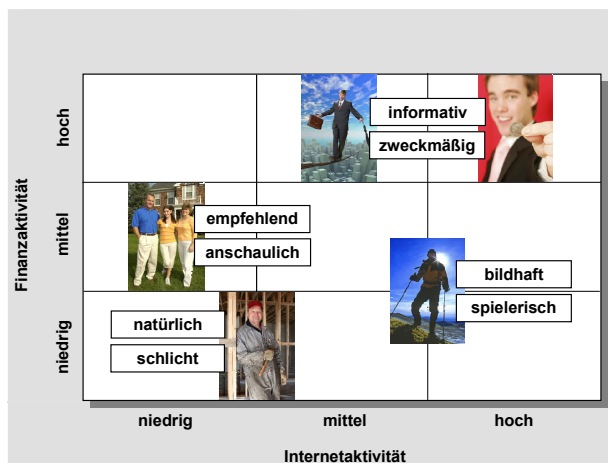 Finanzaktivität
hoch
mittel
niedrig
informativ
zweckmäßig
empfehlend
anschaulich
bildhaft
spielerisch
natürlich
schlicht
niedrig
mittel
hoch
Internetaktivität